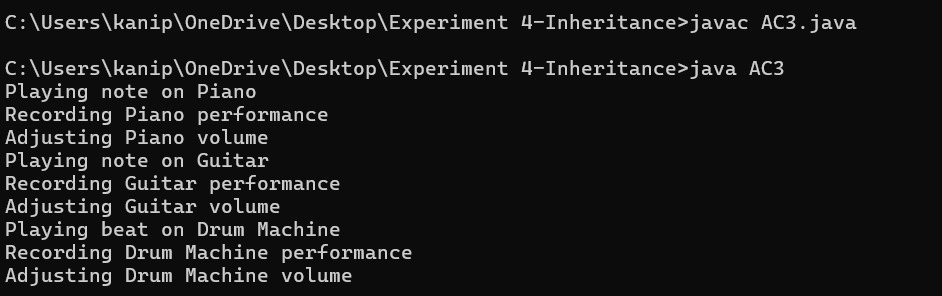 C:\Users\kanip\OneDrive\Desktop\Experiment 4-Inheritance>javac AC3.java
C:\Users\kanip\OneDrive\Desktop\Experiment 4-Inheritance>java AC3
Playing note on Piano
Recording Piano performance
Adjusting Piano volume
Playing note on Guitar
Recording Guitar performance
Adjusting Guitar volume
Playing beat on Drum Machine
Recording Drum Machine performance
Adjusting Drum Machine volume